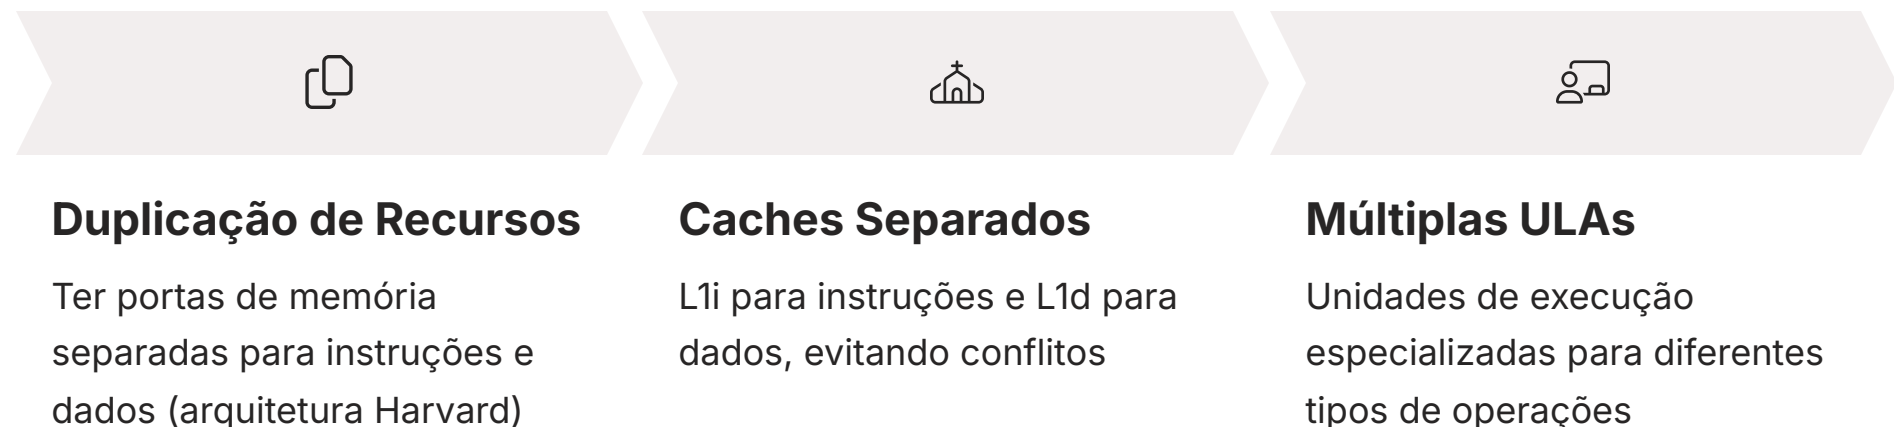 Duplicação de Recursos
Ter portas de memória
separadas para instruções e
dados (arquitetura Harvard)
Caches Separados
L1i para instruções e L1d para
dados, evitando conflitos
Múltiplas ULAs
Unidades de execução
especializadas para diferentes
tipos de operações